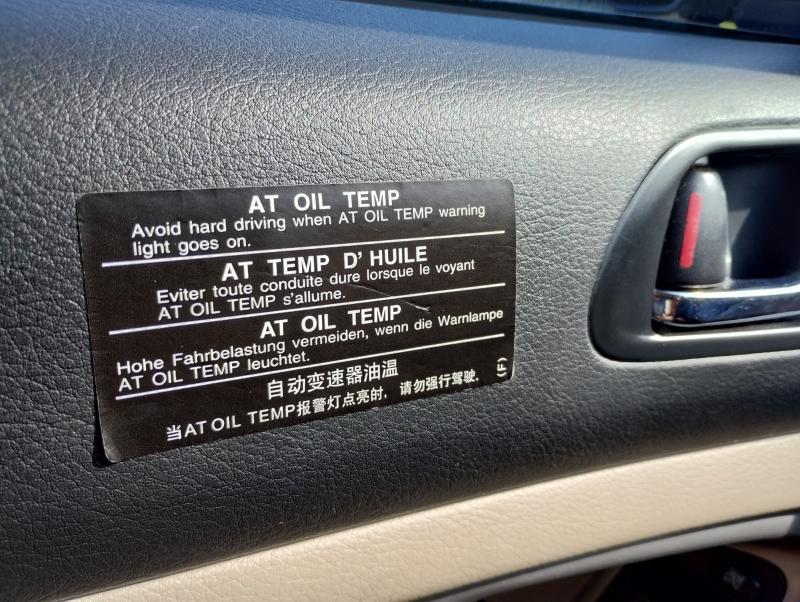 AT OIL TEMP
Avoid hard driving when AT OIL TEMP warning
light goes on.
AT TEMP D' HUILE
Eviter toute conduite dure lorsque le voyant
AT OIL TEMP s'allume.
AT OIL TEMP
Hohe Fahrbelastung vermeiden, wenn die Warnlampe
AT OIL TEMP leuchtet.
自动变速器油温
当AT OIL TEMP报警灯点亮时, 请勿强行驾驶.
(F)